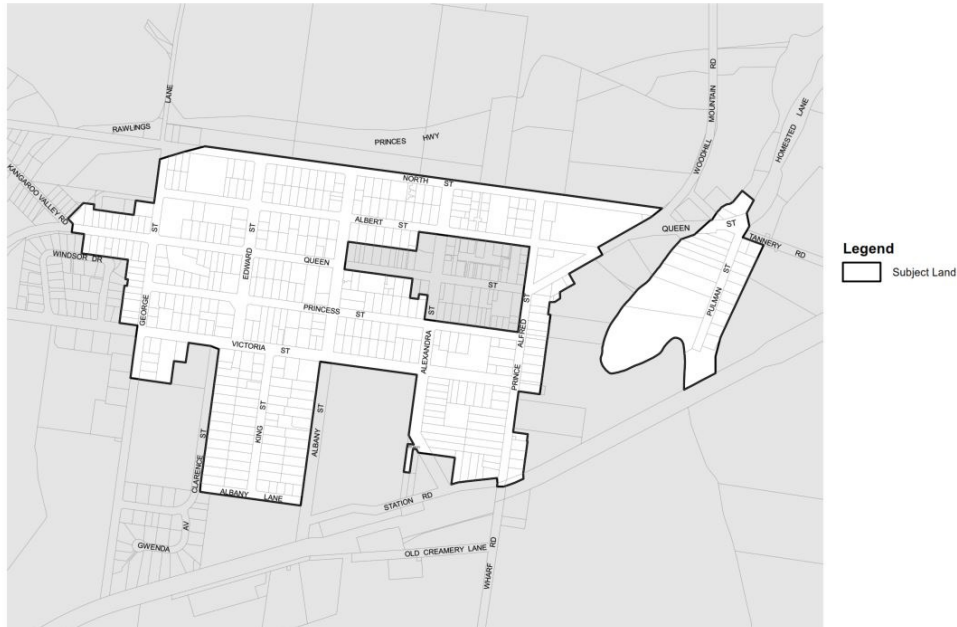 RAWLINGS
LANE
PRINCES HWY
WOODHILL MOUNTAIN RD
HOMESTED LANE
KANGAROO VALLEY RD
NORTH ST
ALBERT ST
QUEEN ST
TANNERY RD
Legend
Subject Land
ST
ST
EDWARD
QUEEN
ST
WINDSOR DR
GEORGE
PRINCESS ST
ST
ST
PULMAN ST
VICTORIA ST
ALEXANDRA
PRINCE ALFRED
KING ST
ALBANY ST
CLARENCE ST
ALBANY LANE
STATION RD
GWENDA AV
OLD CREAMERY LANE
WHARF RD